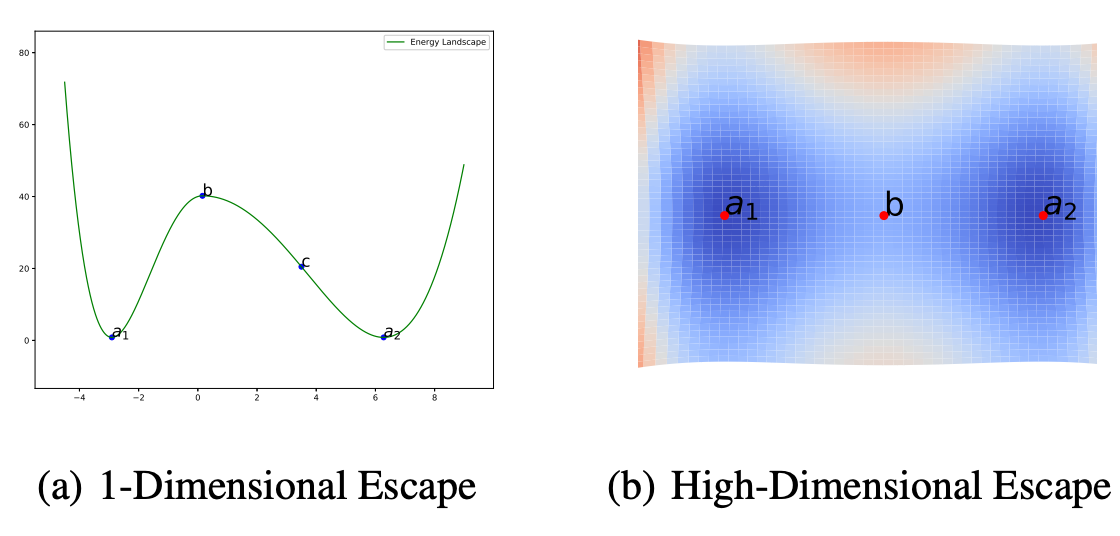 Energy Landscape
80
60
40
20
0
−4 −2 0 2 4 6 8
b
c
a₁ a₂
a₁ b a₂
(a) 1-Dimensional Escape
(b) High-Dimensional Escape